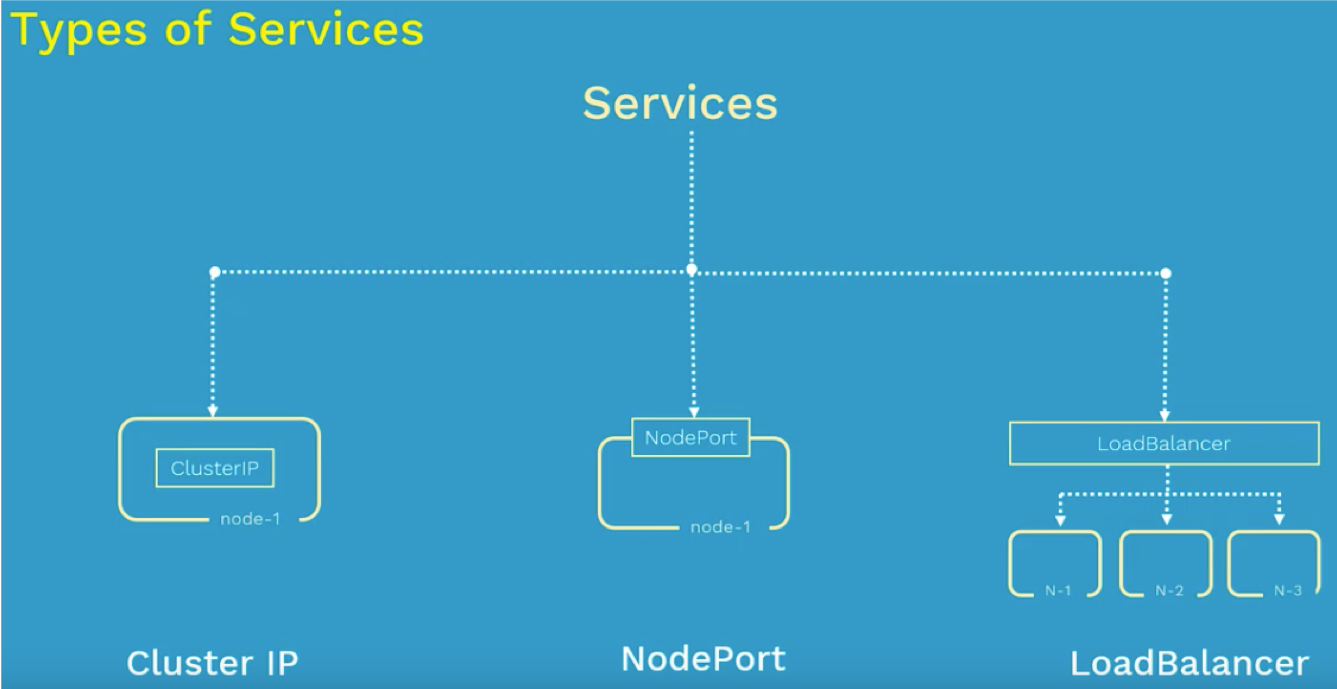 Types of Services
Services
ClusterIP
node-1
NodePort
node-1
LoadBalancer
N-1
N-2
N-3
Cluster IP
NodePort
LoadBalancer